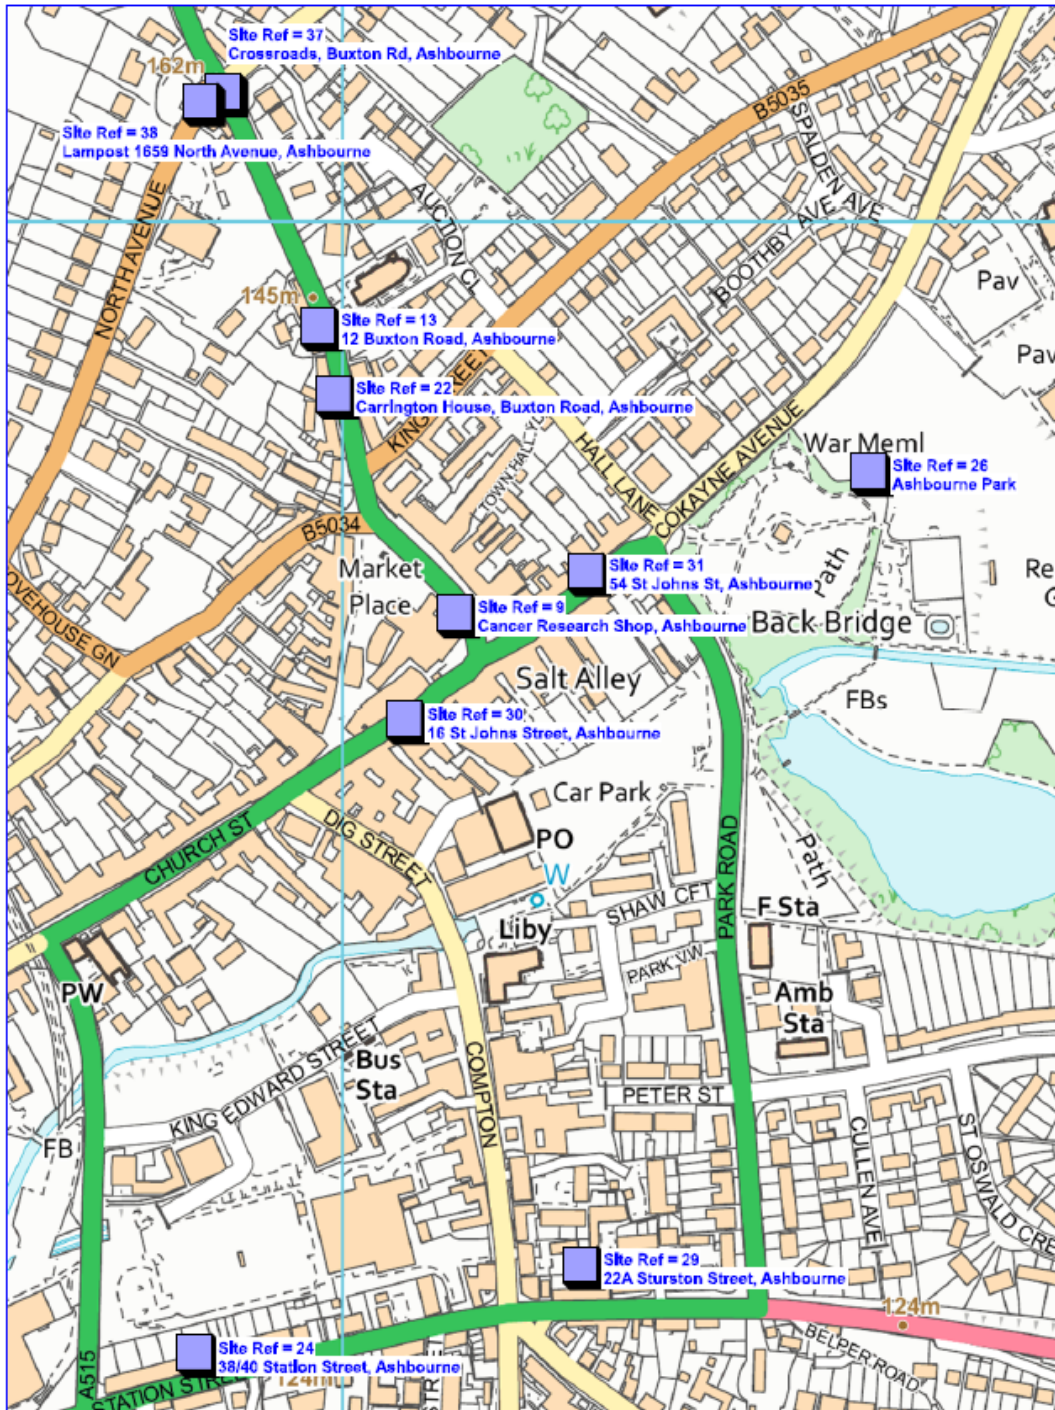 Site Ref = 37
Crossroads, Buxton Rd, Ashbourne
162m
Site Ref = 38
Lampost 1659 North Avenue, Ashbourne
B5035
SPALDEN AVE
AUCTION CL
BOOTHBY AVE
NORTH AVENUE
Pav
145m
Site Ref = 13
12 Buxton Road, Ashbourne
Pav
Site Ref = 22
Carrington House, Buxton Road, Ashbourne
KING STREET
TOWN HALL YD
HALL LANE
COKAYNE AVENUE
War Meml
Site Ref = 26
Ashbourne Park
B5034
Market
Place
Site Ref = 31
54 St Johns St, Ashbourne
Path
Re
G
Site Ref = 9
Cancer Research Shop, Ashbourne
Back Bridge
OVEHOUSE GN
Salt Alley
FBs
Site Ref = 30
16 St Johns Street, Ashbourne
Car Park
DIG STREET
CHURCH ST
PO
W
Path
PARK ROAD
SHAW CFT
F Sta
Liby
PARK VW
PW
Amb
Sta
KING EDWARD STREET
Bus
Sta
COMPTON
PETER ST
FB
CULLEN AVE
ST OSWALD CRE
Site Ref = 29
22A Sturston Street, Ashbourne
124m
BELPER ROAD
Site Ref = 24
38/40 Station Street, Ashbourne
124m
A515
STATION STREE
STREE